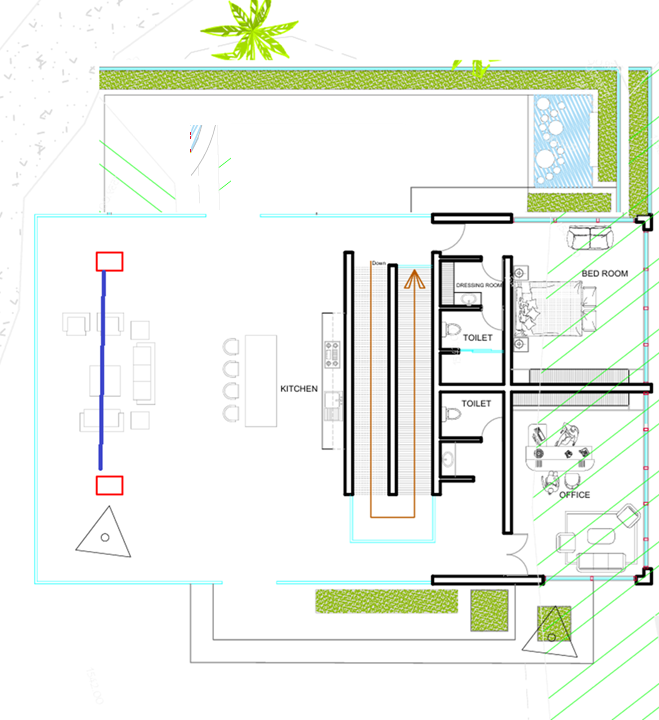 Down
BED ROOM
DRESSING ROOM
TOILET
KITCHEN
TOILET
OFFICE